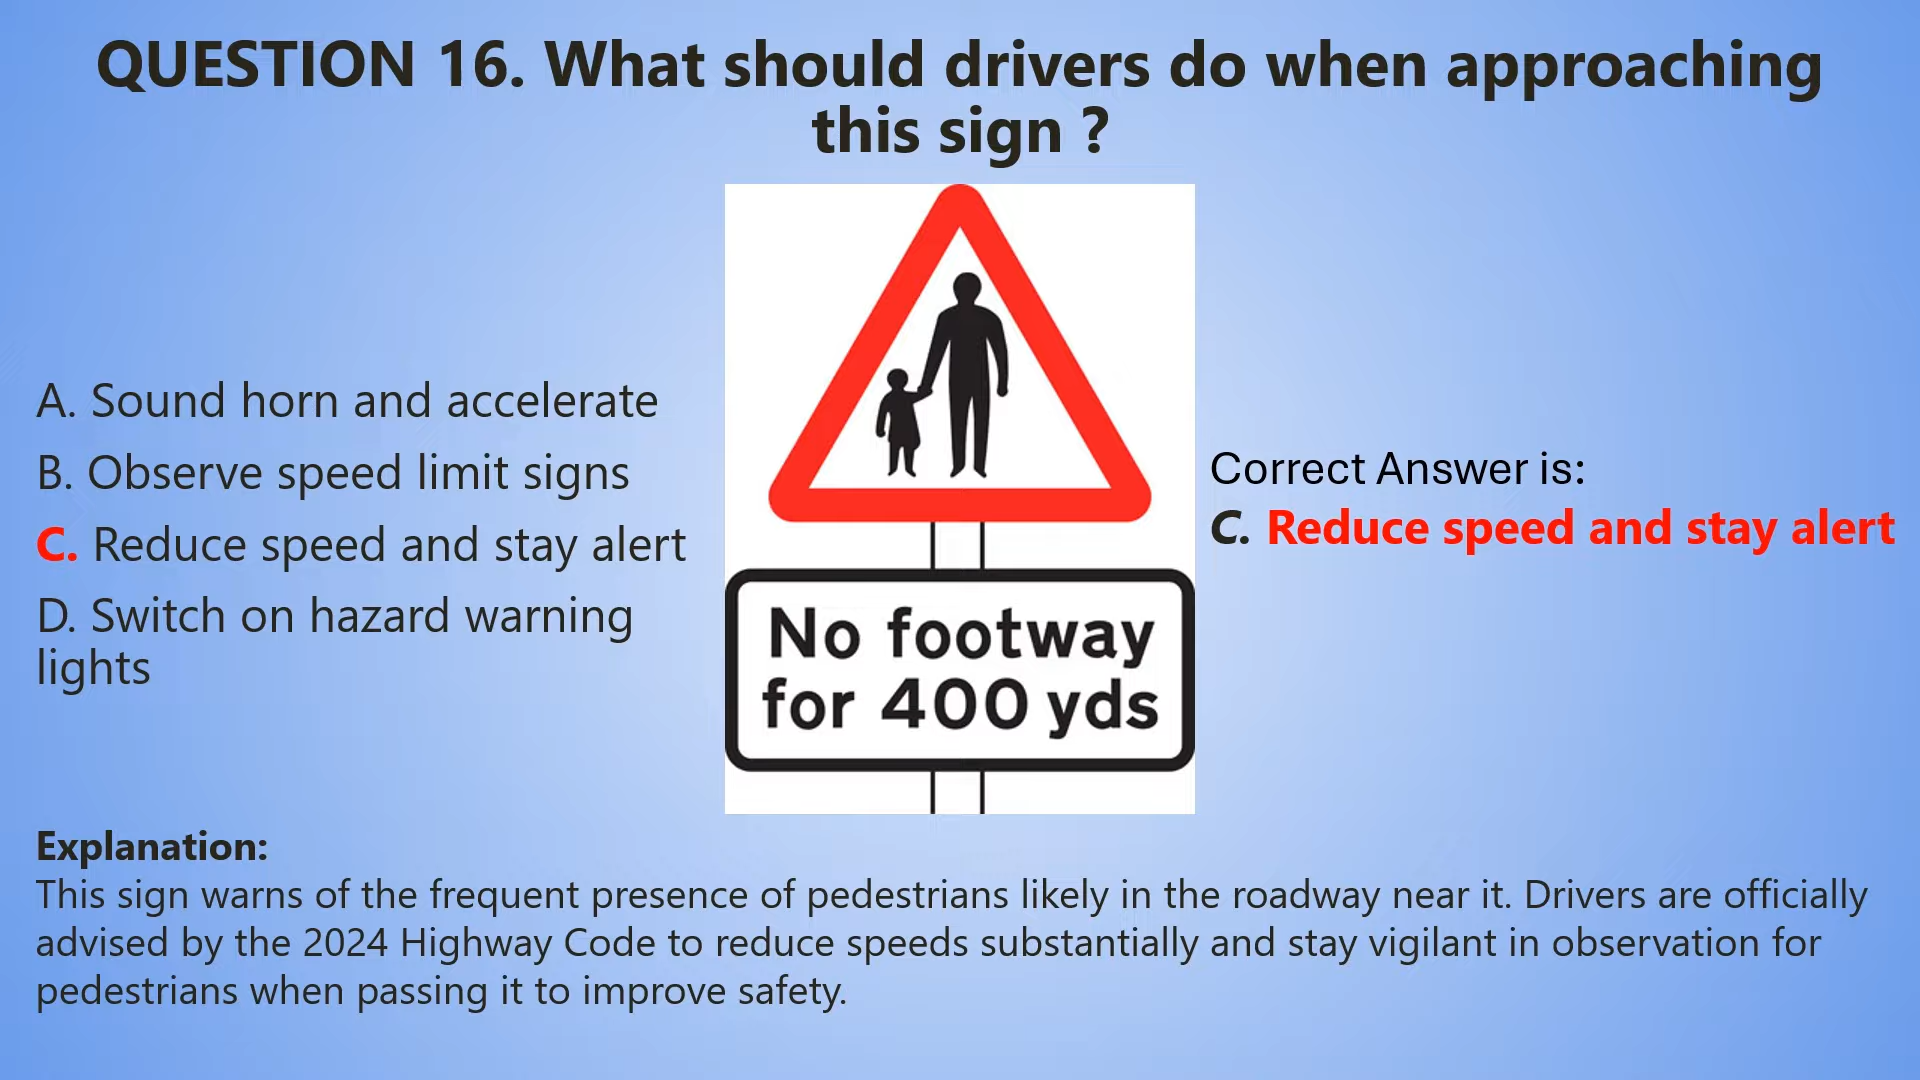 QUESTION 16. What should drivers do when approaching
this sign ?
A. Sound horn and accelerate
B. Observe speed limit signs
C. Reduce speed and stay alert
D. Switch on hazard warning
lights
No footway
for 400 yds
Correct Answer is:
C. Reduce speed and stay alert
Explanation:
This sign warns of the frequent presence of pedestrians likely in the roadway near it. Drivers are officially
advised by the 2024 Highway Code to reduce speeds substantially and stay vigilant in observation for
pedestrians when passing it to improve safety.